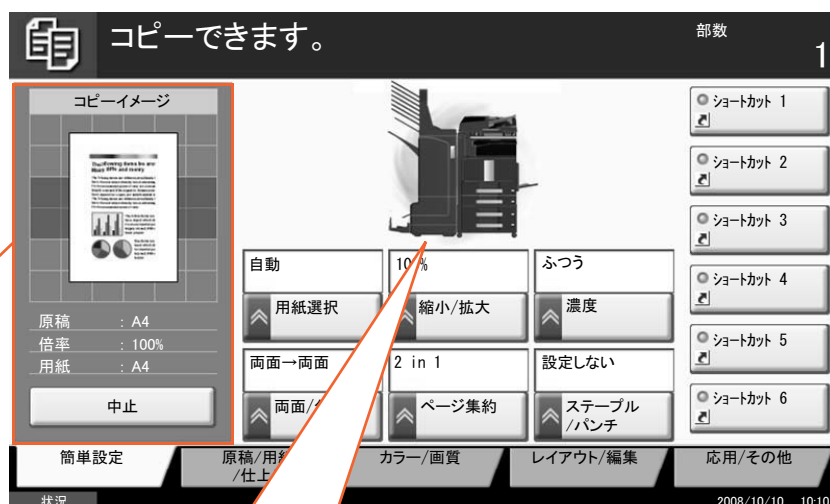 コピーできます。
部数
1
コピーイメージ
原稿 : A4
倍率 : 100%
用紙 : A4
中止
自動
用紙選択
100%
縮小/拡大
ふつう
濃度
両面→両面
両面/
2 in 1
ページ集約
設定しない
ステープル
/パンチ
ショートカット 1
ショートカット 2
ショートカット 3
ショートカット 4
ショートカット 5
ショートカット 6
簡単設定
原稿/用紙
/仕上
カラー/画質
レイアウト/編集
応用/その他
状況
2008/10/10 10:10